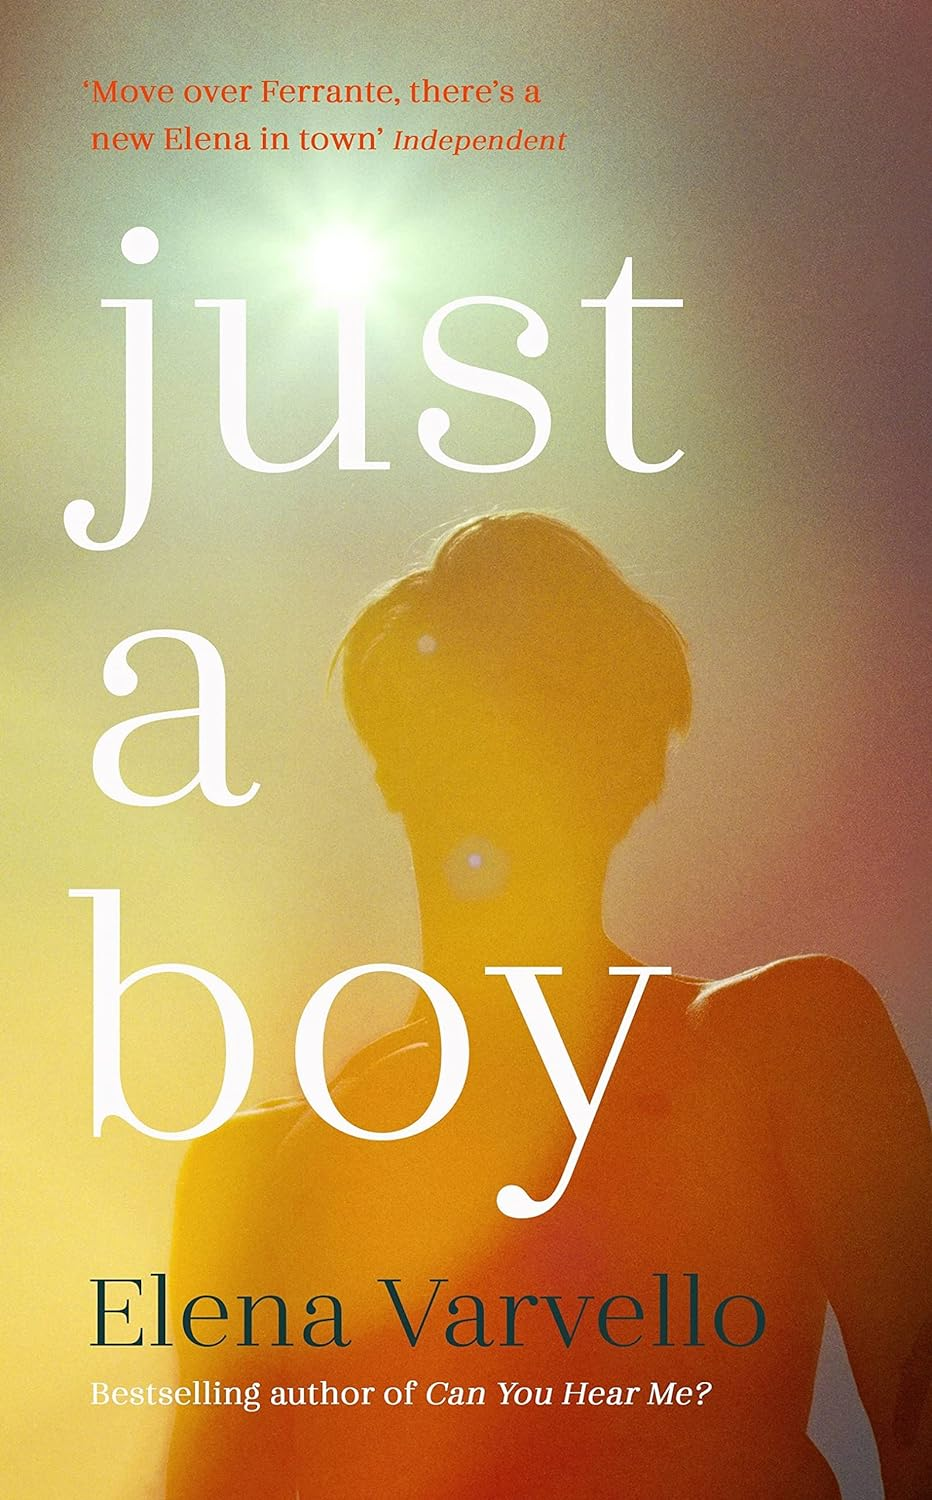 ‘Move over Ferrante, there’s a
new Elena in town’ Independent
just
a
boy
Elena Varvello
Bestselling author of Can You Hear Me?